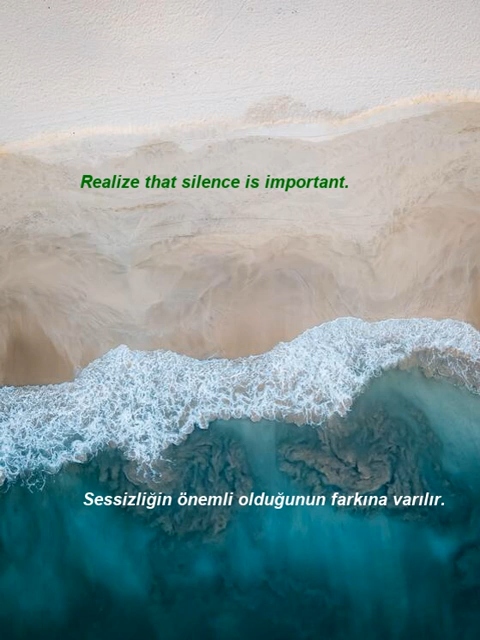 Realize that silence is important.
Sessizliğin önemli olduğunun farkına varılır.